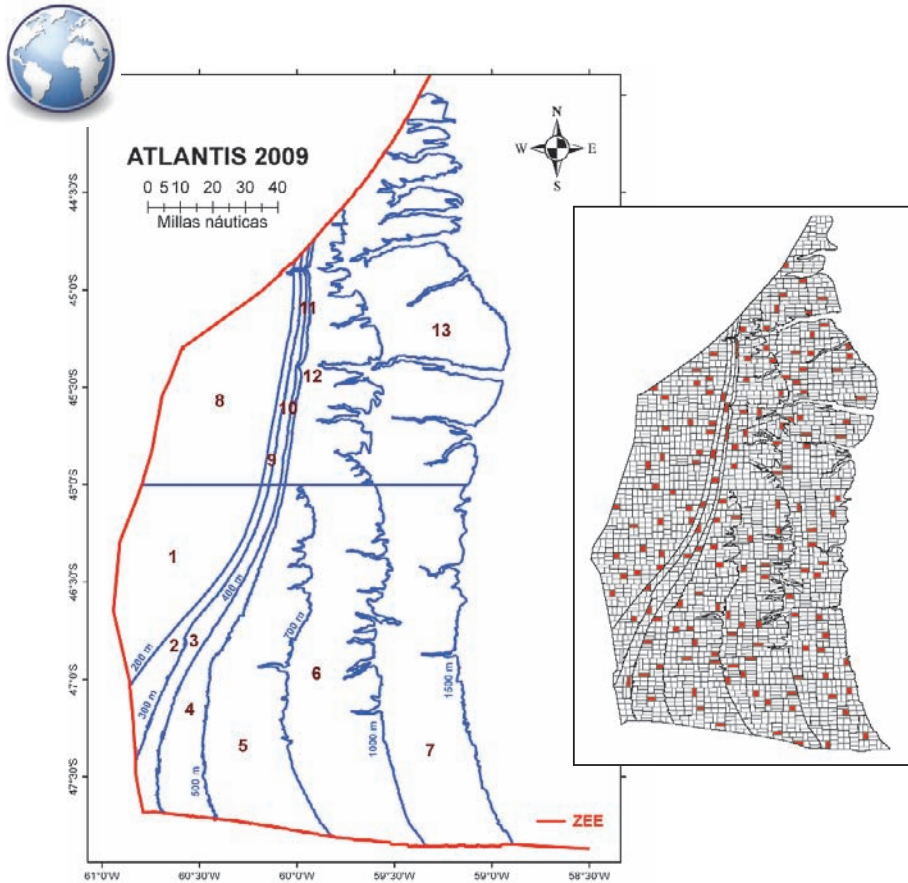 N
W E
S
ATLANTIS 2009
0 5 10 20 30 40
Millas náuticas
44°30'S
45°0'S
45°30'S
46°0'S
46°30'S
47°0'S
47°30'S
11
13
12
8
10
9
1
400 m
700 m
200 m
2
3
6
300 m
4
1500 m
5
1000 m
7
500 m
ZEE
61°0'W
60°30'W
60°0'W
59°30'W
59°0'W
58°30'W